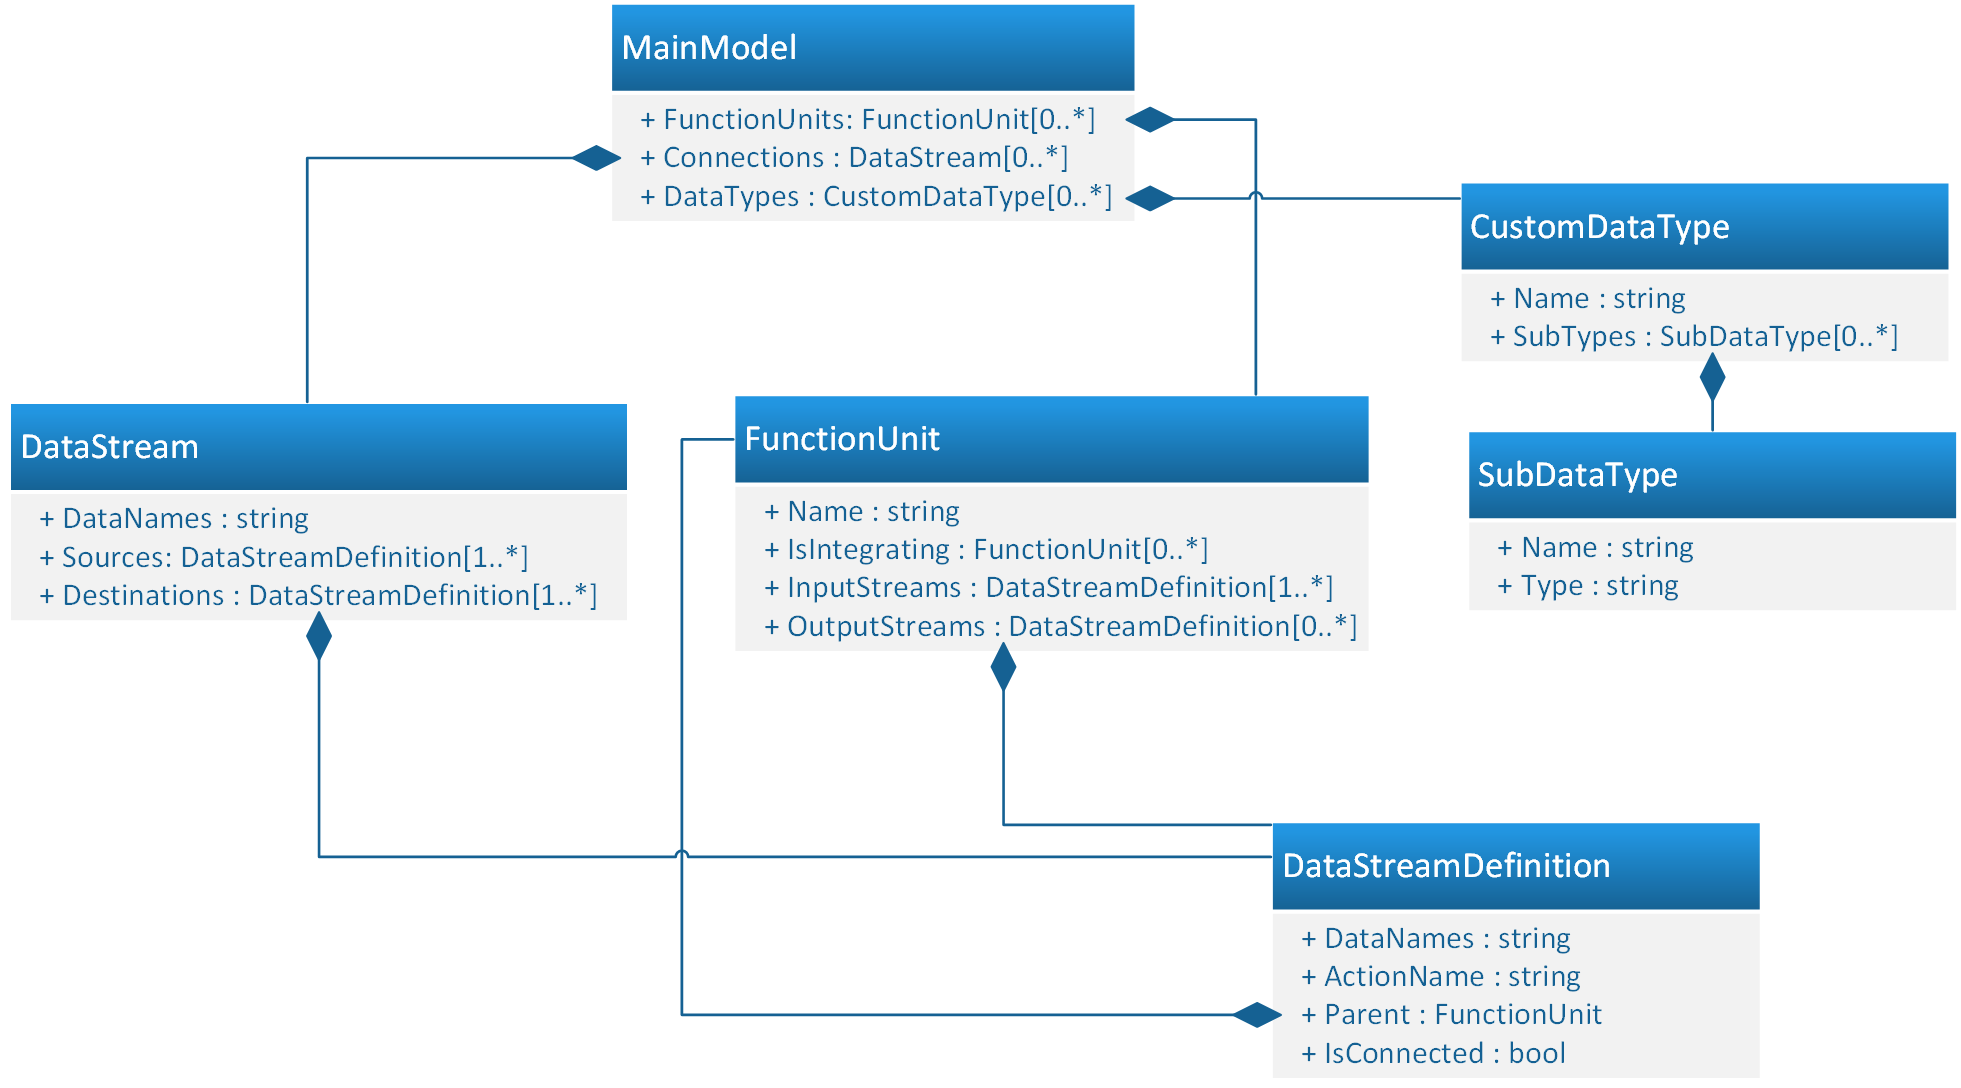 MainModel
+ FunctionUnits: FunctionUnit[0..*]
+ Connections : DataStream[0..*]
+ DataTypes : CustomDataType[0..*]
CustomDataType
+ Name : string
+ SubTypes : SubDataType[0..*]
DataStream
+ DataNames : string
+ Sources: DataStreamDefinition[1..*]
+ Destinations : DataStreamDefinition[1..*]
FunctionUnit
+ Name : string
+ IsIntegrating : FunctionUnit[0..*]
+ InputStreams : DataStreamDefinition[1..*]
+ OutputStreams : DataStreamDefinition[0..*]
SubDataType
+ Name : string
+ Type : string
DataStreamDefinition
+ DataNames : string
+ ActionName : string
+ Parent : FunctionUnit
+ IsConnected : bool